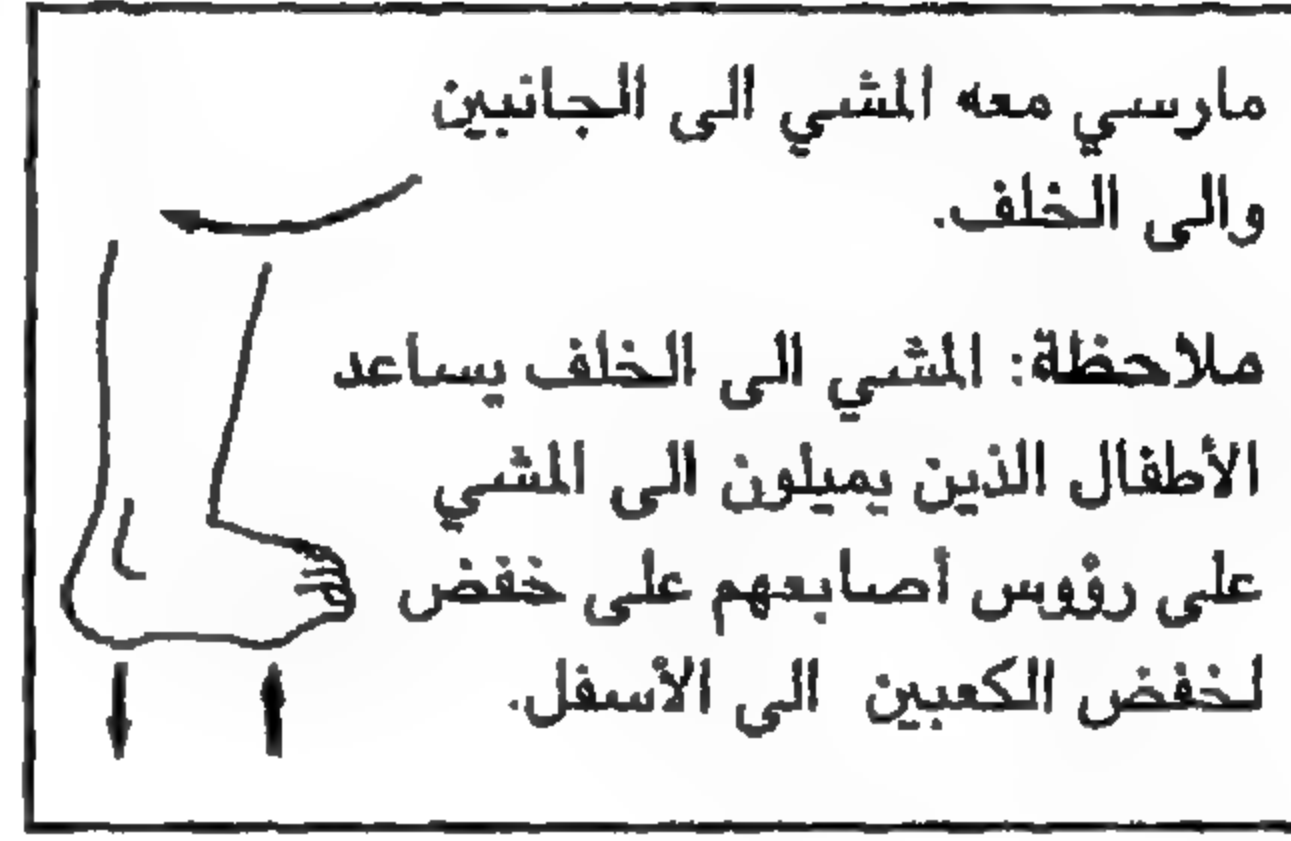 مارسي معه المشي الى الجانبين
والى الخلف.
ملاحظة: المشي الى الخلف يساعد
الأطفال الذين يميلون الى المشي
على رؤوس أصابعهم على خفض
لخفض الكعبين الى الأسفل.